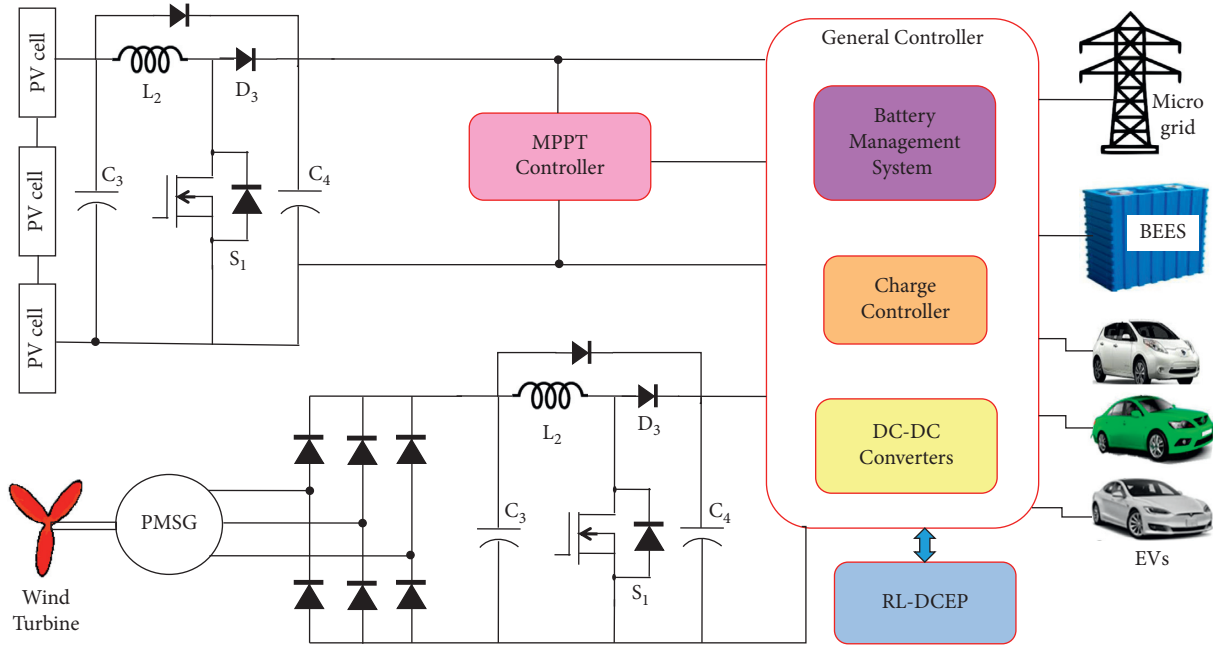 PV cell
PV cell
PV cell
L2
D3
C3
C4
S1
MPPT
Controller
General Controller
Battery
Management
System
Charge
Controller
DC-DC
Converters
RL-DCEP
Micro
grid
BEES
EVs
L2
D3
C3
C4
S1
PMSG
Wind
Turbine